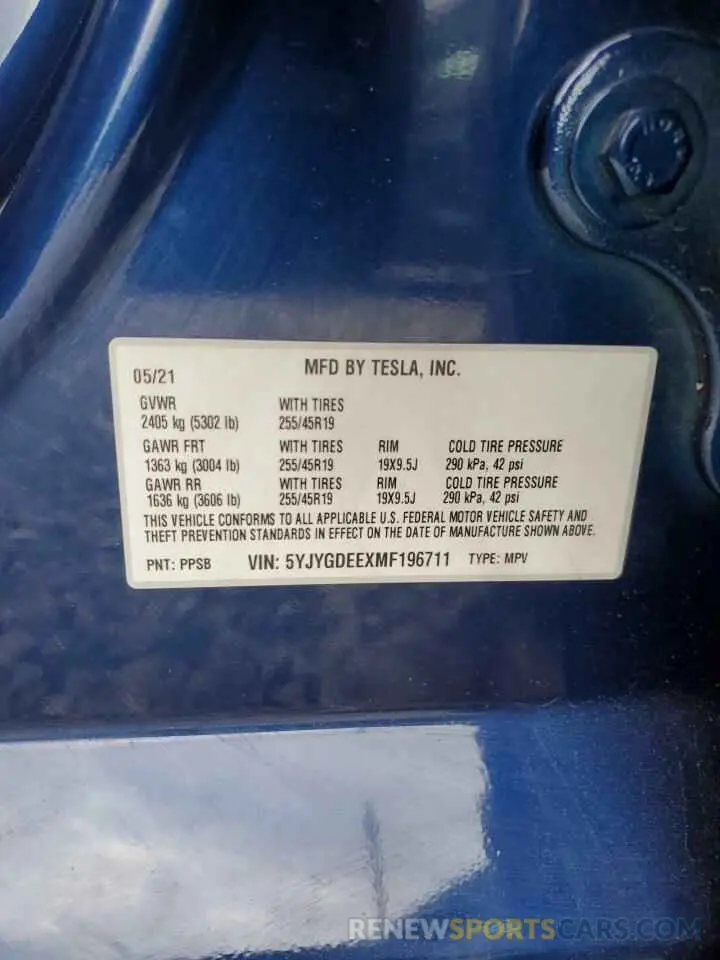 MFD BY TESLA, INC.
05/21
GVWR WITH TIRES
2405 kg (5302 lb) 255/45R19
GAWR FRT WITH TIRES RIM COLD TIRE PRESSURE
1363 kg (3004 lb) 255/45R19 19X9.5J 290 kPa, 42 psi
GAWR RR WITH TIRES RIM COLD TIRE PRESSURE
1636 kg (3606 lb) 255/45R19 19X9.5J 290 kPa, 42 psi
THIS VEHICLE CONFORMS TO ALL APPLICABLE U.S. FEDERAL MOTOR VEHICLE SAFETY AND
THEFT PREVENTION STANDARDS IN EFFECT ON THE DATE OF MANUFACTURE SHOWN ABOVE.
PNT: PPSB VIN: 5YJYGDEEXMF196711 TYPE: MPV
RENEWSPORTSCARS.COM